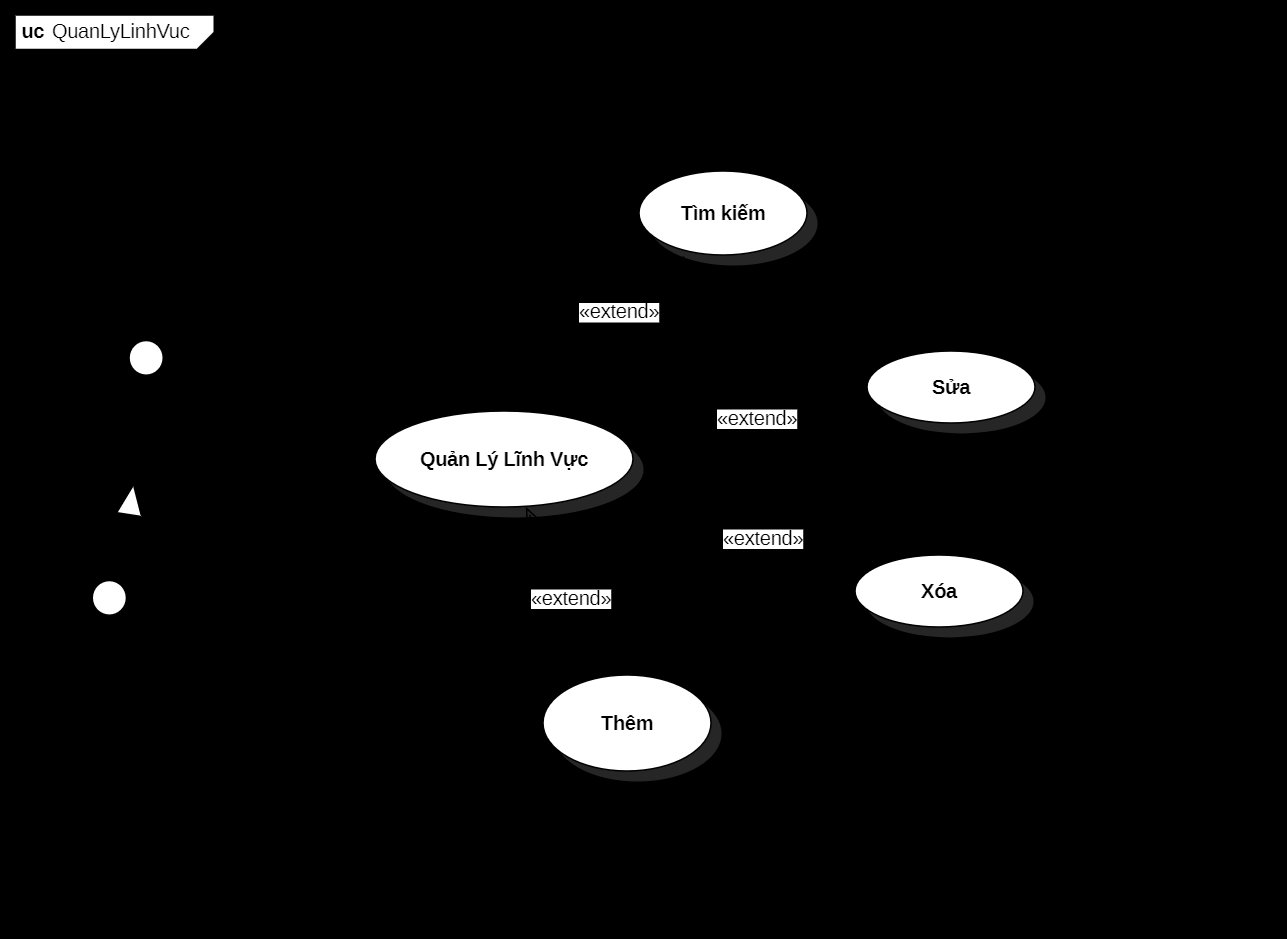 uc QuanLyLinhVuc
Tìm kiếm
«extend»
Sửa
«extend»
Quản Lý Lĩnh Vực
«extend»
Xóa
«extend»
Thêm